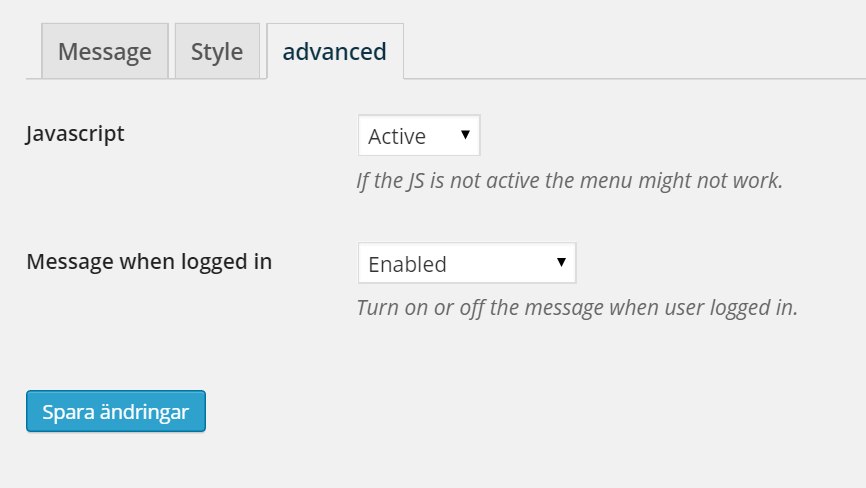 Message Style advanced
Javascript Active
If the JS is not active the menu might not work.
Message when logged in Enabled
Turn on or off the message when user logged in.
Spara ändringar